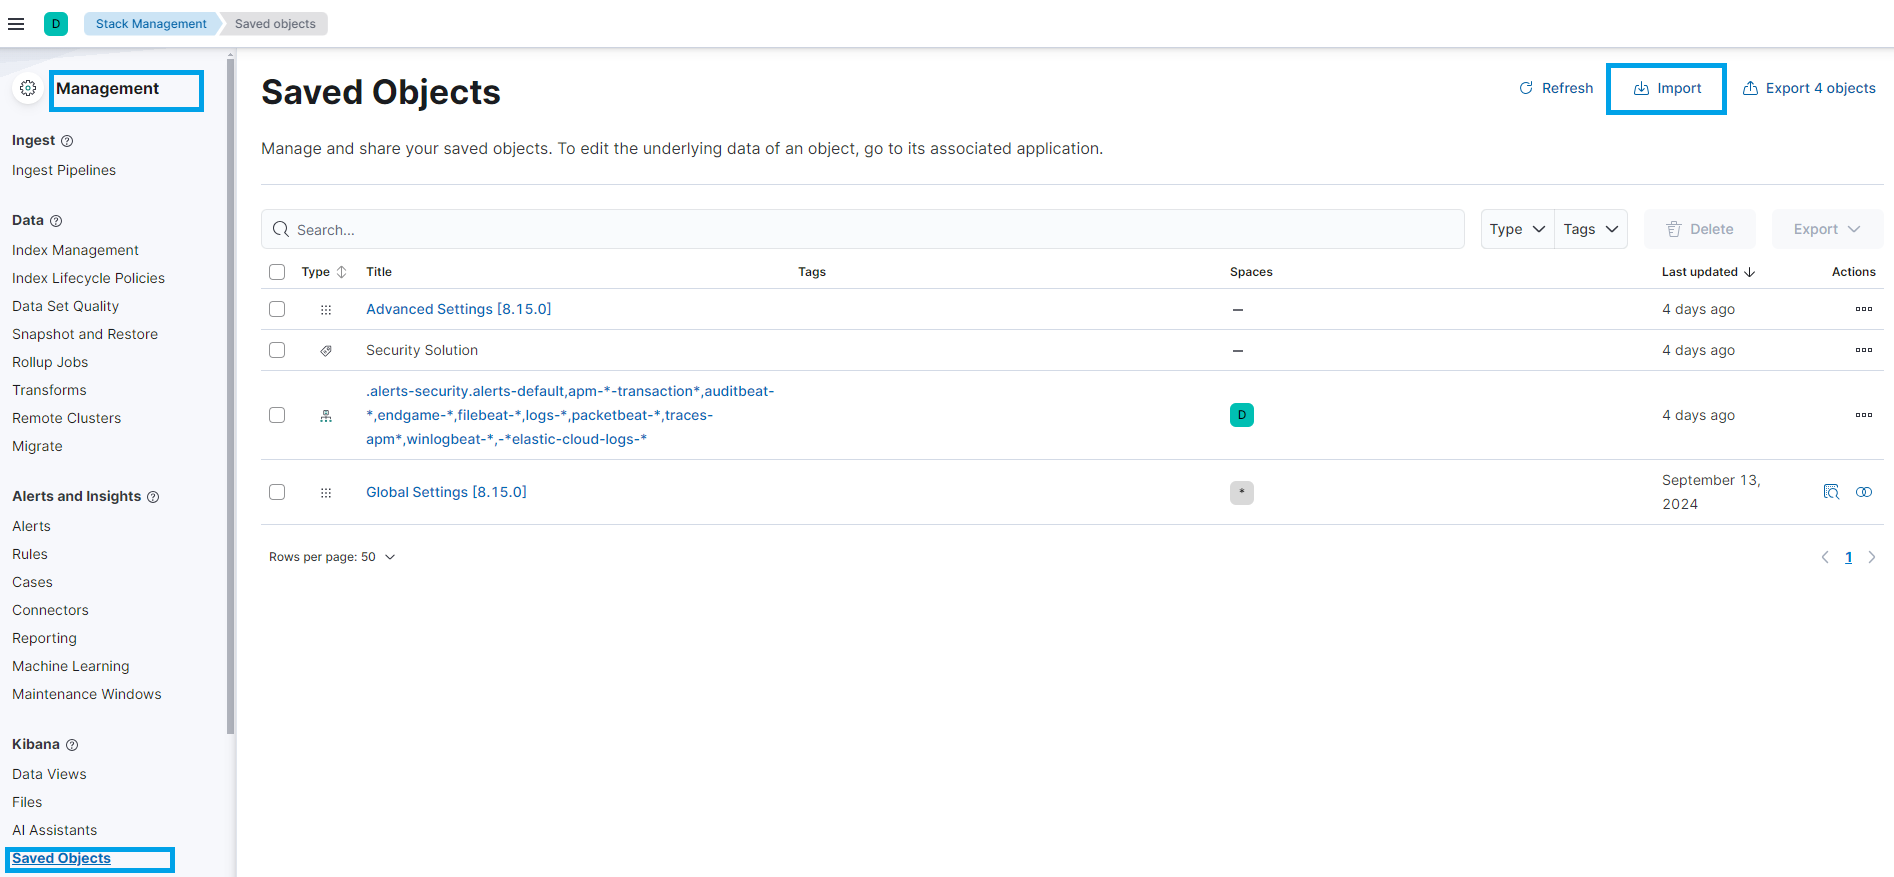 D Stack Management Saved objects
Management
Ingest
Ingest Pipelines
Data
Index Management
Index Lifecycle Policies
Data Set Quality
Snapshot and Restore
Rollup Jobs
Transforms
Remote Clusters
Migrate
Alerts and Insights
Alerts
Rules
Cases
Connectors
Reporting
Machine Learning
Maintenance Windows
Kibana
Data Views
Files
AI Assistants
Saved Objects
Saved Objects
Refresh Import Export 4 objects
Manage and share your saved objects. To edit the underlying data of an object, go to its associated application.
Search... Type Tags Delete Export
Type Title Tags Spaces Last updated Actions
Advanced Settings [8.15.0] — 4 days ago
Security Solution — 4 days ago
.alerts-security.alerts-default,apm-*-transaction*,auditbeat-
*,endgame-*,filebeat-*,logs-*,packetbeat-*,traces- D 4 days ago
apm*,winlogbeat-*,-*elastic-cloud-logs-*
Global Settings [8.15.0] * September 13,
2024
Rows per page: 50 1